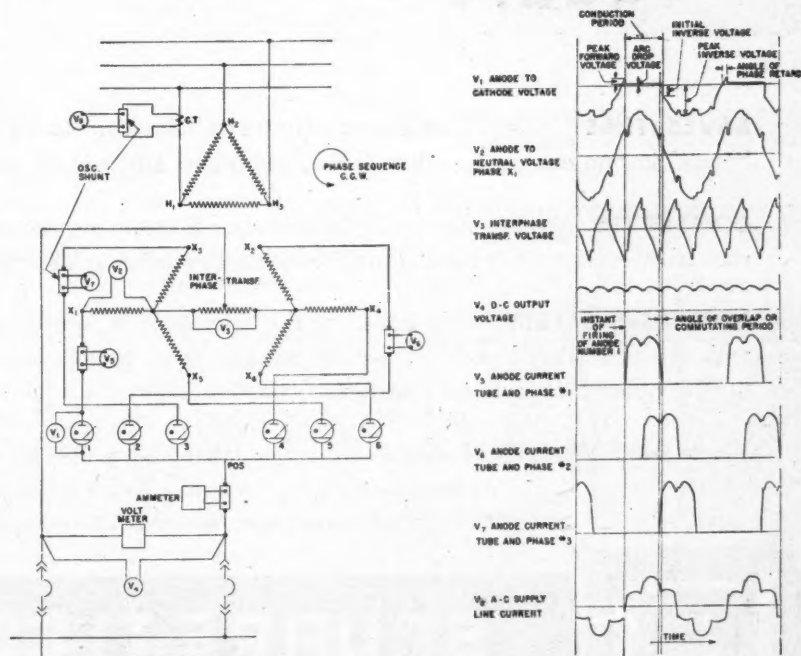 V8
C.T
H2
OSC.
SHUNT
H1
H3
PHASE SEQUENCE
C.C.W.
X3
X2
V7
V2
INTER-TRANSF.
PHASE
X1
X4
V3
V5
V6
X5
X6
V1
1
2
3
4
5
6
POS
AMMETER
VOLT
METER
V4
CONDUCTION
PERIOD
PEAK
FORWARD
VOLTAGE
ARC
DROP
VOLTAGE
INITIAL
INVERSE VOLTAGE
PEAK
INVERSE VOLTAGE
ANGLE OF
PHASE RETARD
V1 ANODE TO
CATHODE VOLTAGE
V2 ANODE TO
NEUTRAL VOLTAGE
PHASE X1
V3 INTERPHASE
TRANSF. VOLTAGE
V4 D-C OUTPUT
VOLTAGE
INSTANT
OF
FIRING
OF ANODE
NUMBER 1
ANGLE OF OVERLAP OR
COMMUTATING PERIOD
V5 ANODE CURRENT
TUBE AND PHASE #1
V6 ANODE CURRENT
TUBE AND PHASE #2
V7 ANODE CURRENT
TUBE AND PHASE #3
V8 A-C SUPPLY
LINE CURRENT
TIME